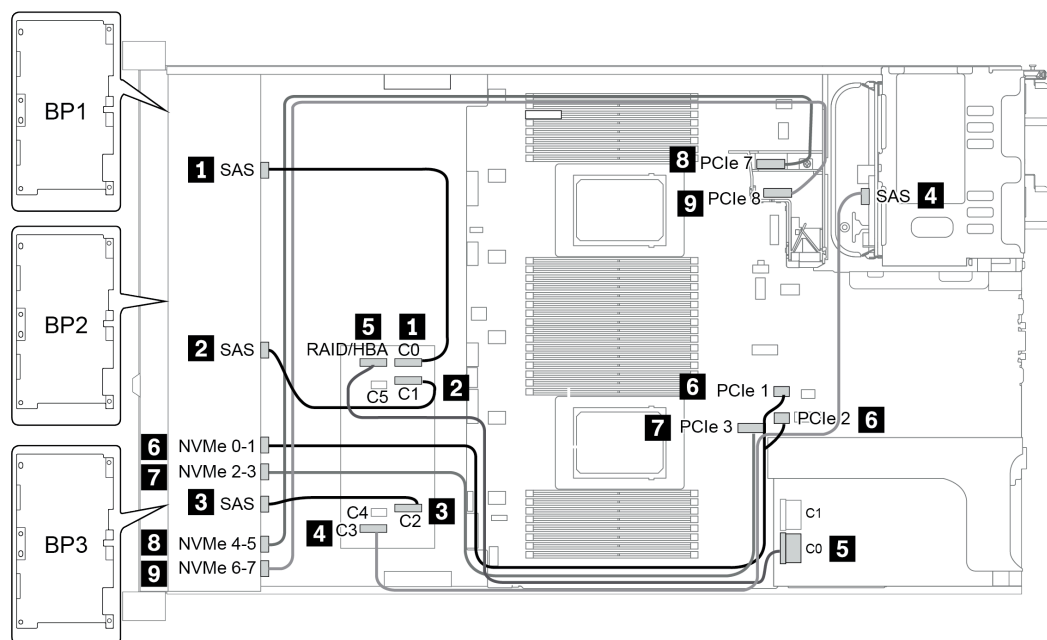 BP1
BP2
BP3
1 SAS
2 SAS
6 NVMe 0-1
7 NVMe 2-3
3 SAS
8 NVMe 4-5
9 NVMe 6-7
5 1
RAID/HBA C0
C5 C1 2
C4
4 C3 C2 3
8 PCIe 7
9 PCIe 8
SAS 4
6 PCIe 1
PCIe 2 6
7 PCIe 3
C1
C0 5